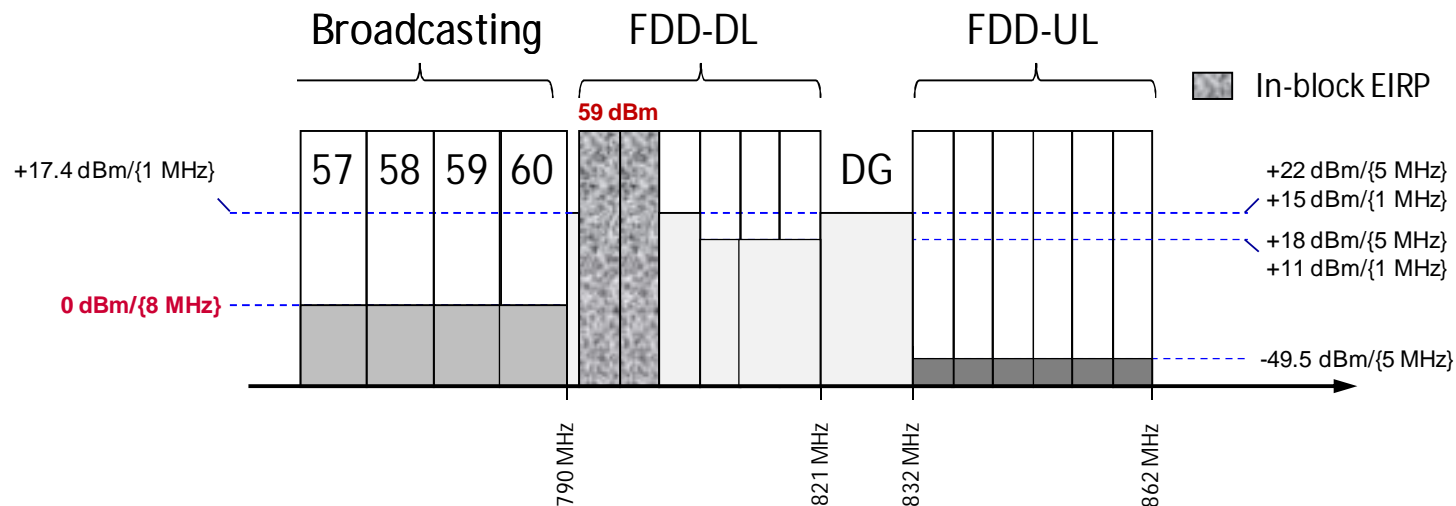 Broadcasting FDD-DL FDD-UL
In-block EIRP
59 dBm
57 58 59 60 DG
+17.4 dBm/{1 MHz}
+22 dBm/{5 MHz}
+15 dBm/{1 MHz}
+18 dBm/{5 MHz}
+11 dBm/{1 MHz}
0 dBm/{8 MHz}
-49.5 dBm/{5 MHz}
790 MHz
821 MHz
832 MHz
862 MHz